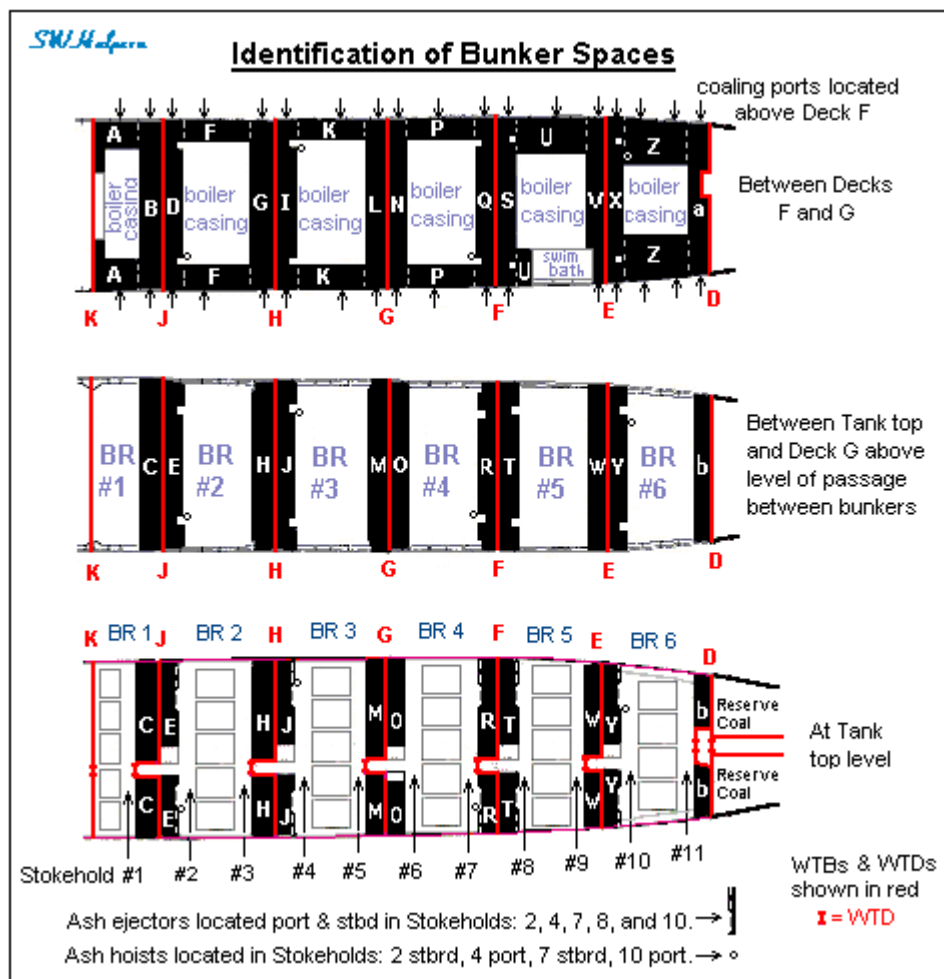 SWHalpern
Identification of Bunker Spaces
coaling ports located
above Deck F
A F K P U Z
boiler casing boiler casing boiler casing boiler casing boiler casing boiler casing
B D G I L N Q S V X a
Between Decks
F and G
swim
bath
A F K P U Z
K J H G F E D
Between Tank top
and Deck G above
level of passage
between bunkers
BR #1 BR #2 BR #3 BR #4 BR #5 BR #6
C E H J M O R T W Y b
K J H G F E D
K BR 1 J BR 2 H BR 3 G BR 4 F BR 5 E BR 6 D
C E H J M O R T W Y b
Reserve
Coal
At Tank
top level
C E H J M O R T W Y b
Reserve
Coal
Stokehold #1 #2 #3 #4 #5 #6 #7 #8 #9 #10 #11
WTBs & WTDs
shown in red
I = WTD
Ash ejectors located port & stbd in Stokeholds: 2, 4, 7, 8, and 10.
Ash hoists located in Stokeholds: 2 stbrd, 4 port, 7 stbrd, 10 port.